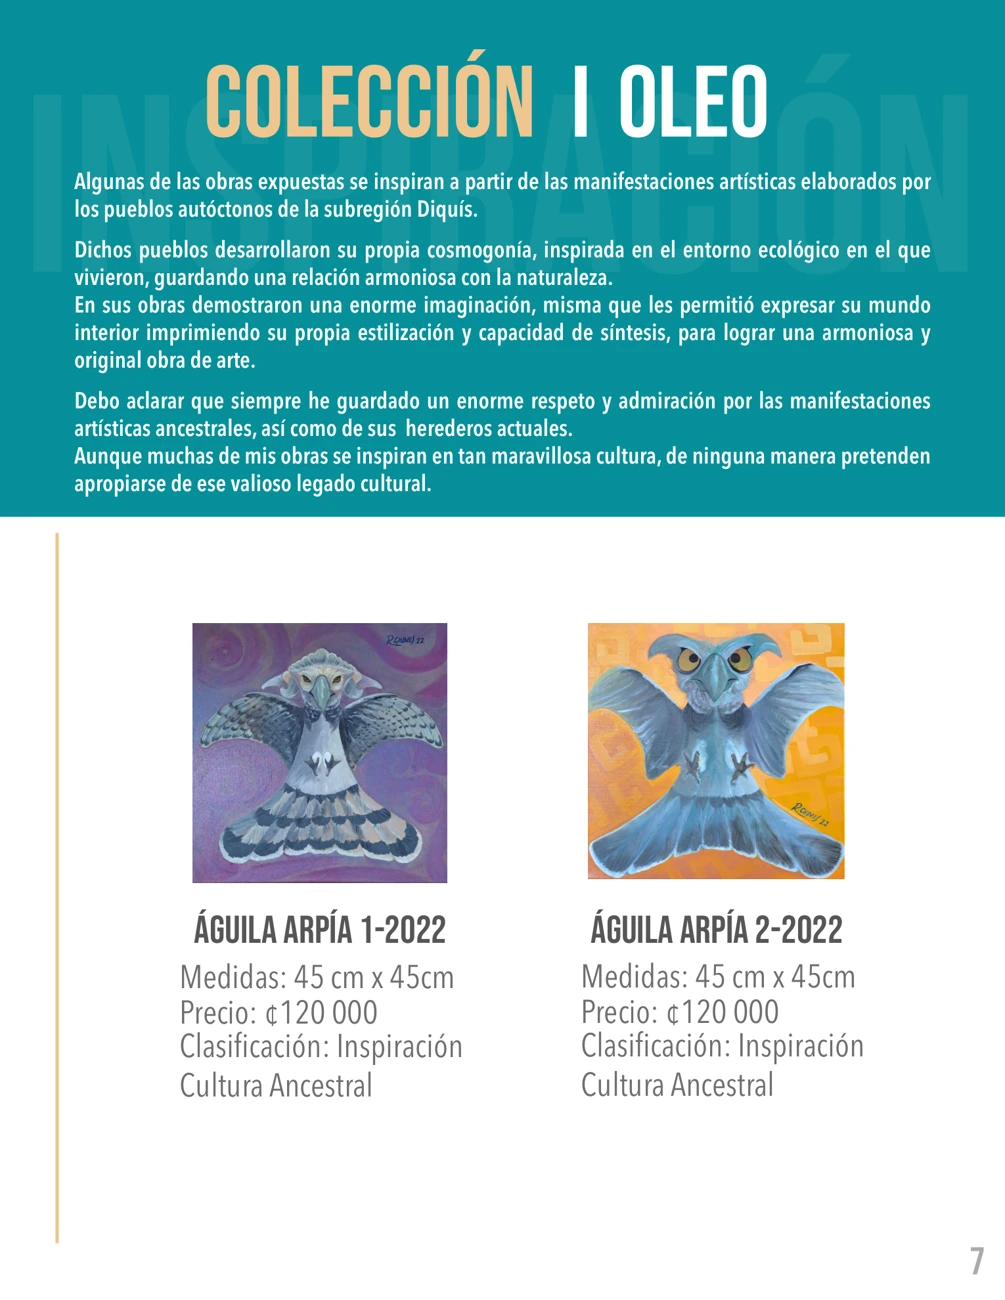 INSPIRACIÓN
COLECCIÓN I OLEO
Algunas de las obras expuestas se inspiran a partir de las manifestaciones artísticas elaborados por
los pueblos autóctonos de la subregión Diquís.
Dichos pueblos desarrollaron su propia cosmogonía, inspirada en el entorno ecológico en el que
vivieron, guardando una relación armoniosa con la naturaleza.
En sus obras demostraron una enorme imaginación, misma que les permitió expresar su mundo
interior imprimiendo su propia estilización y capacidad de síntesis, para lograr una armoniosa y
original obra de arte.
Debo aclarar que siempre he guardado un enorme respeto y admiración por las manifestaciones
artísticas ancestrales, así como de sus herederos actuales.
Aunque muchas de mis obras se inspiran en tan maravillosa cultura, de ninguna manera pretenden
apropiarse de ese valioso legado cultural.
ÁGUILA ARPÍA 1-2022
Medidas: 45 cm x 45cm
Precio: ¢120 000
Clasificación: Inspiración
Cultura Ancestral
ÁGUILA ARPÍA 2-2022
Medidas: 45 cm x 45cm
Precio: ¢120 000
Clasificación: Inspiración
Cultura Ancestral
7